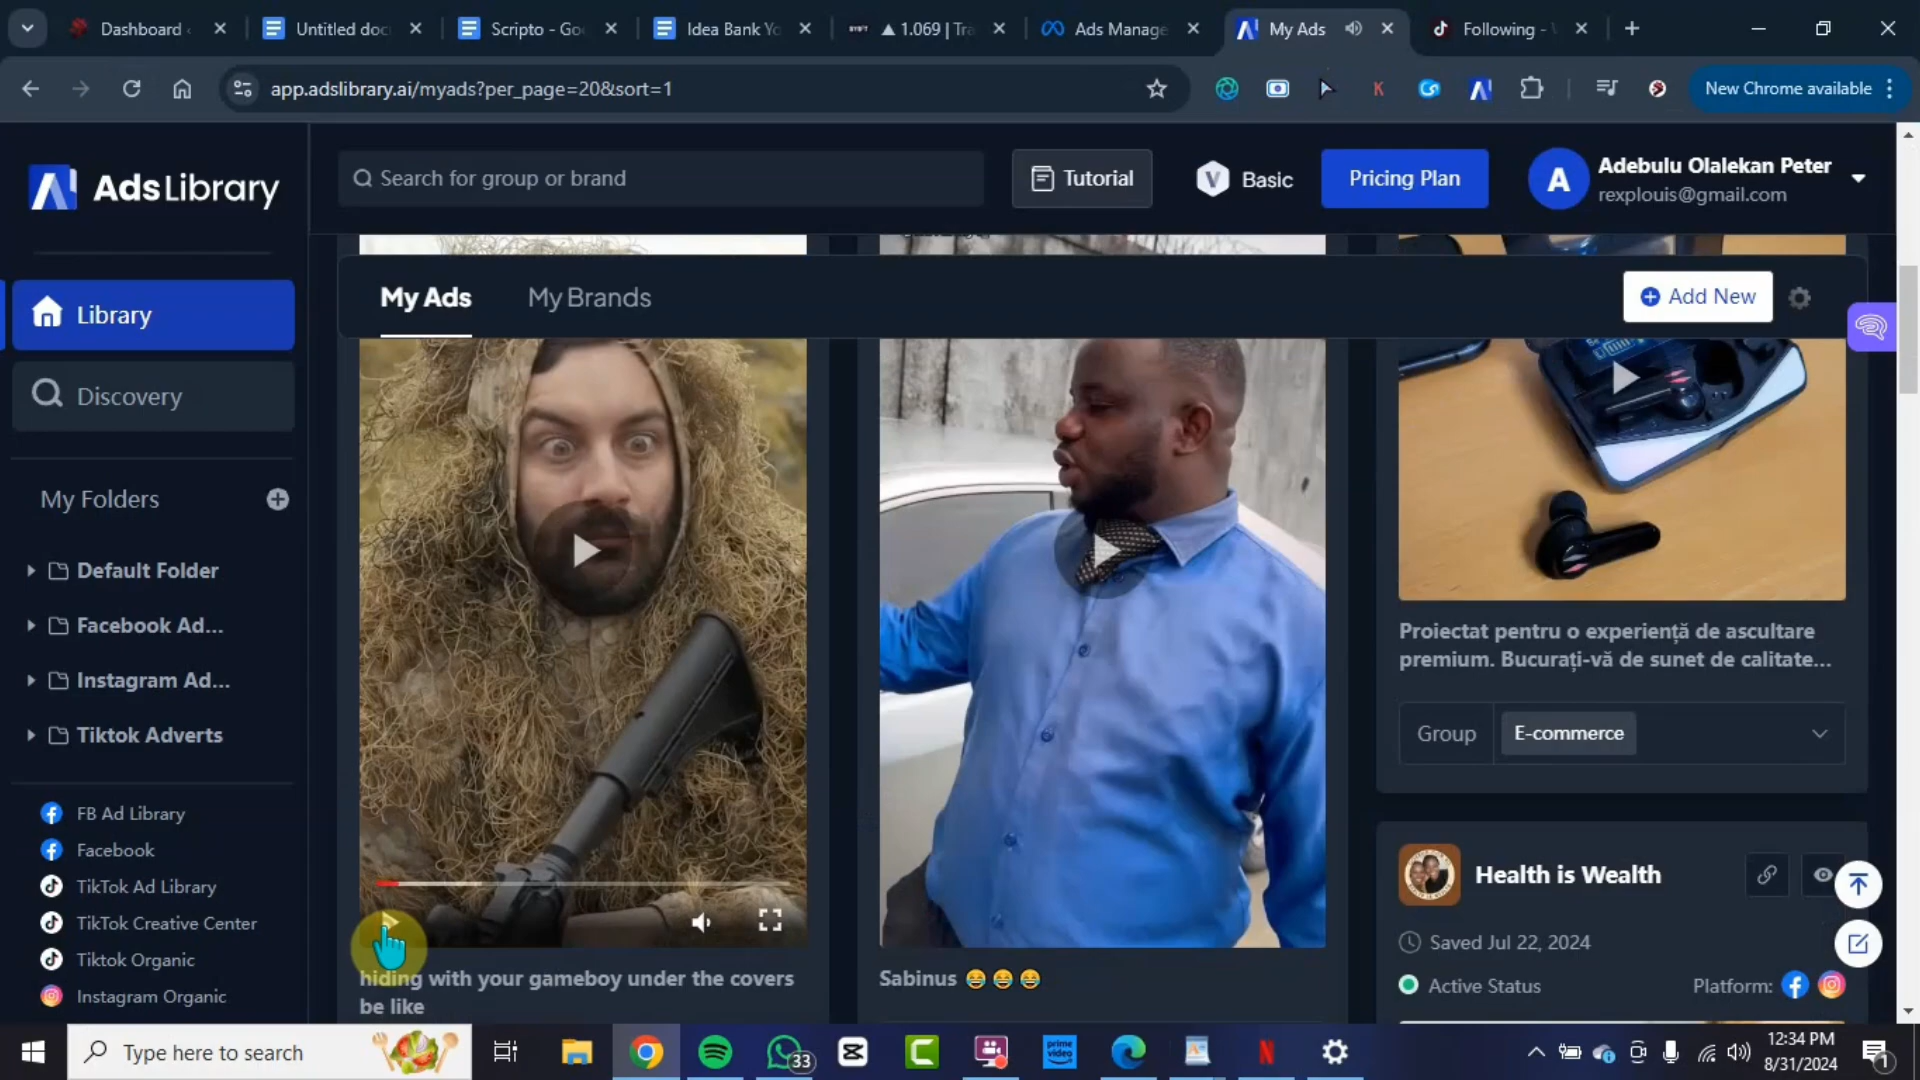 Dashboard
Untitled doc
Scripto - Go
Idea Bank Yo
▲ 1.069 | Tra
Ads Manage
My Ads
Following -
app.adslibrary.ai/myads?per_page=20&sort=1
New Chrome available
AdsLibrary
Search for group or brand
Tutorial
V
Basic
Pricing Plan
A
Adebulu Olalekan Peter
rexplouis@gmail.com
Library
Discovery
My Folders
Default Folder
Facebook Ad...
Instagram Ad...
Tiktok Adverts
FB Ad Library
Facebook
TikTok Ad Library
TikTok Creative Center
Tiktok Organic
Instagram Organic
My Ads
My Brands
Add New
hiding with your gameboy under the covers
be like
Sabinus 😂 😂 😂
Proiectat pentru o experiență de ascultare
premium. Bucurați-vă de sunet de calitate...
Group
E-commerce
Health is Wealth
Saved Jul 22, 2024
Active Status
Platform:
Type here to search
33
prime video
12:34 PM
8/31/2024
1